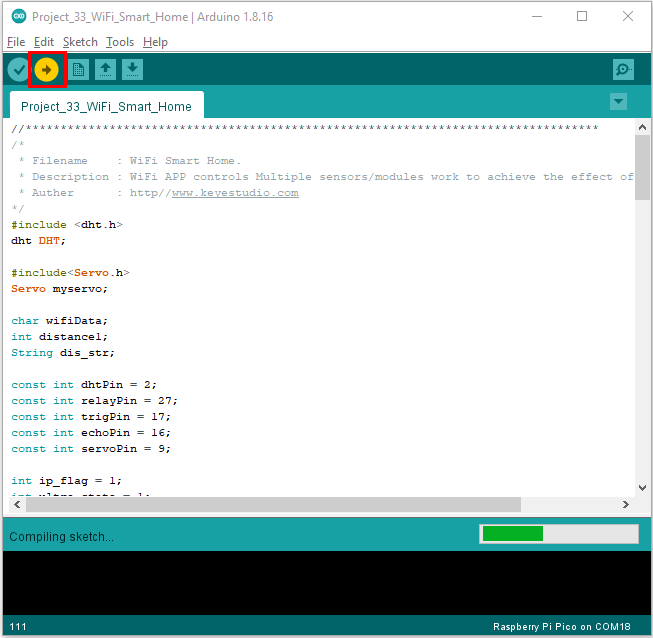 Project_33_WiFi_Smart_Home | Arduino 1.8.16
File Edit Sketch Tools Help
Project_33_WiFi_Smart_Home
//**********************************************************************************
/*
 * Filename    : WiFi Smart Home.
 * Description : WiFi APP controls Multiple sensors/modules work to achieve the effect of
 * Auther      : http//www.keyestudio.com
*/
#include <dht.h>
dht DHT;
#include<Servo.h>
Servo myservo;
char wifiData;
int distance1;
String dis_str;
const int dhtPin = 2;
const int relayPin = 27;
const int trigPin = 17;
const int echoPin = 16;
const int servoPin = 9;
int ip_flag = 1;
int ultra_state = 1;
Compiling sketch...
111
Raspberry Pi Pico on COM18